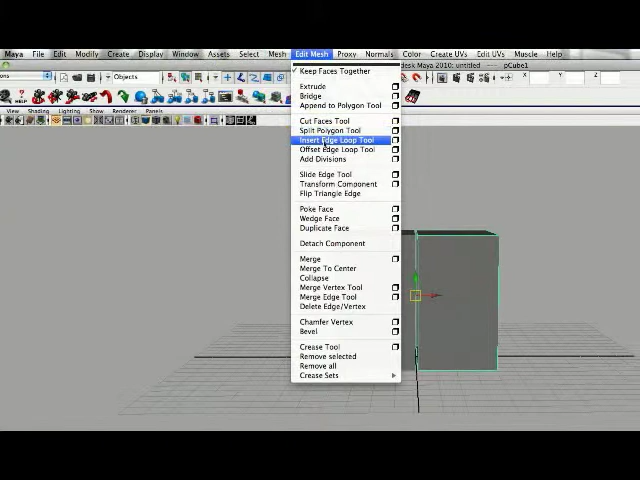 Maya File Edit Modify Create Display Window Assets Select Mesh Edit Mesh Proxy Normals Color Create UVs Edit UVs Muscle Help
desk Maya 2010: untitled --- pCube1
ons Objects X: Y: Z:
View Shading Lighting Show Renderer Panels
Keep Faces Together
Extrude
Bridge
Append to Polygon Tool
Cut Faces Tool
Split Polygon Tool
Insert Edge Loop Tool
Offset Edge Loop Tool
Add Divisions
Slide Edge Tool
Transform Component
Flip Triangle Edge
Poke Face
Wedge Face
Duplicate Face
Detach Component
Merge
Merge To Center
Collapse
Merge Vertex Tool
Merge Edge Tool
Delete Edge/Vertex
Chamfer Vertex
Bevel
Crease Tool
Remove selected
Remove all
Crease Sets